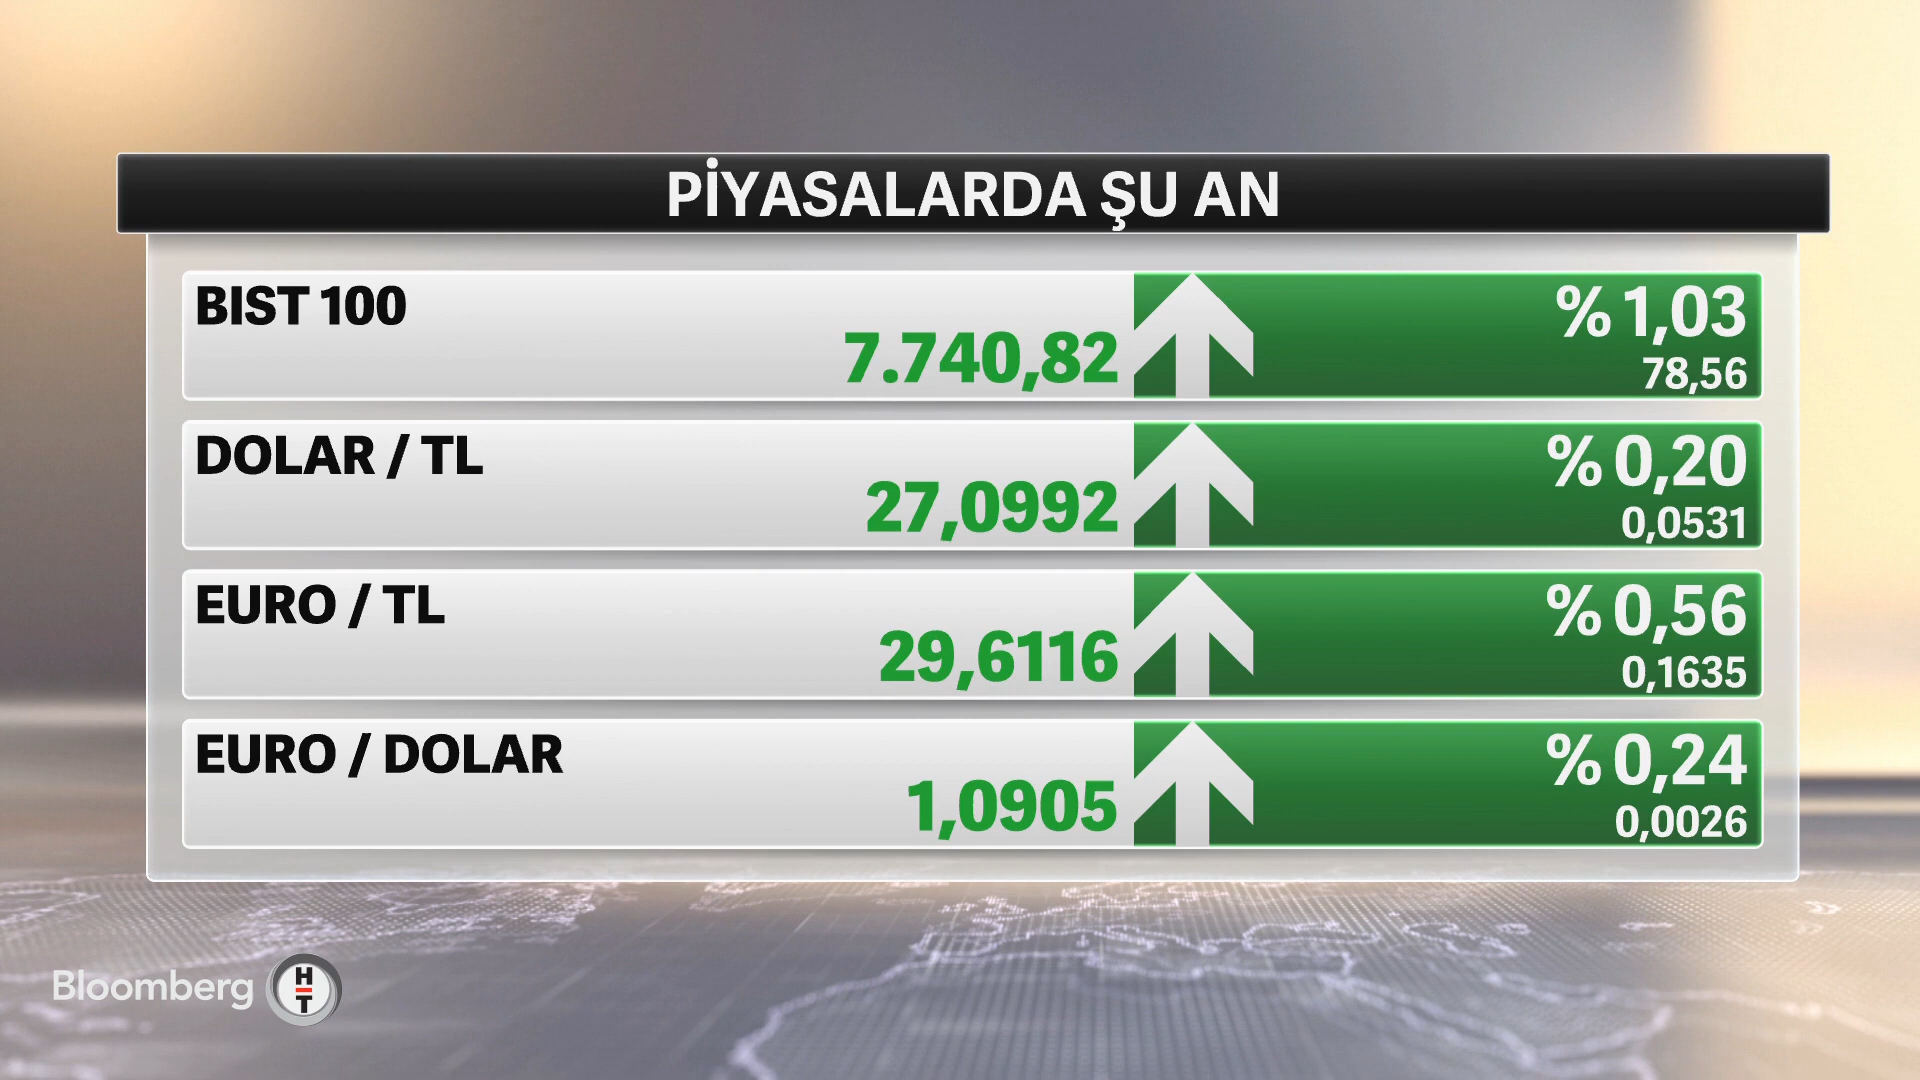 PİYASALARDA ŞU AN
BIST 100
7.740,82
% 1,03
78,56
DOLAR / TL
27,0992
% 0,20
0,0531
EURO / TL
29,6116
% 0,56
0,1635
EURO / DOLAR
1,0905
% 0,24
0,0026
Bloomberg HT